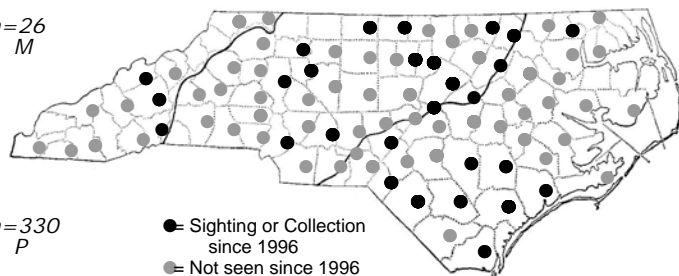 n=26
M
n=330
P
= Sighting or Collection
since 1996
= Not seen since 1996